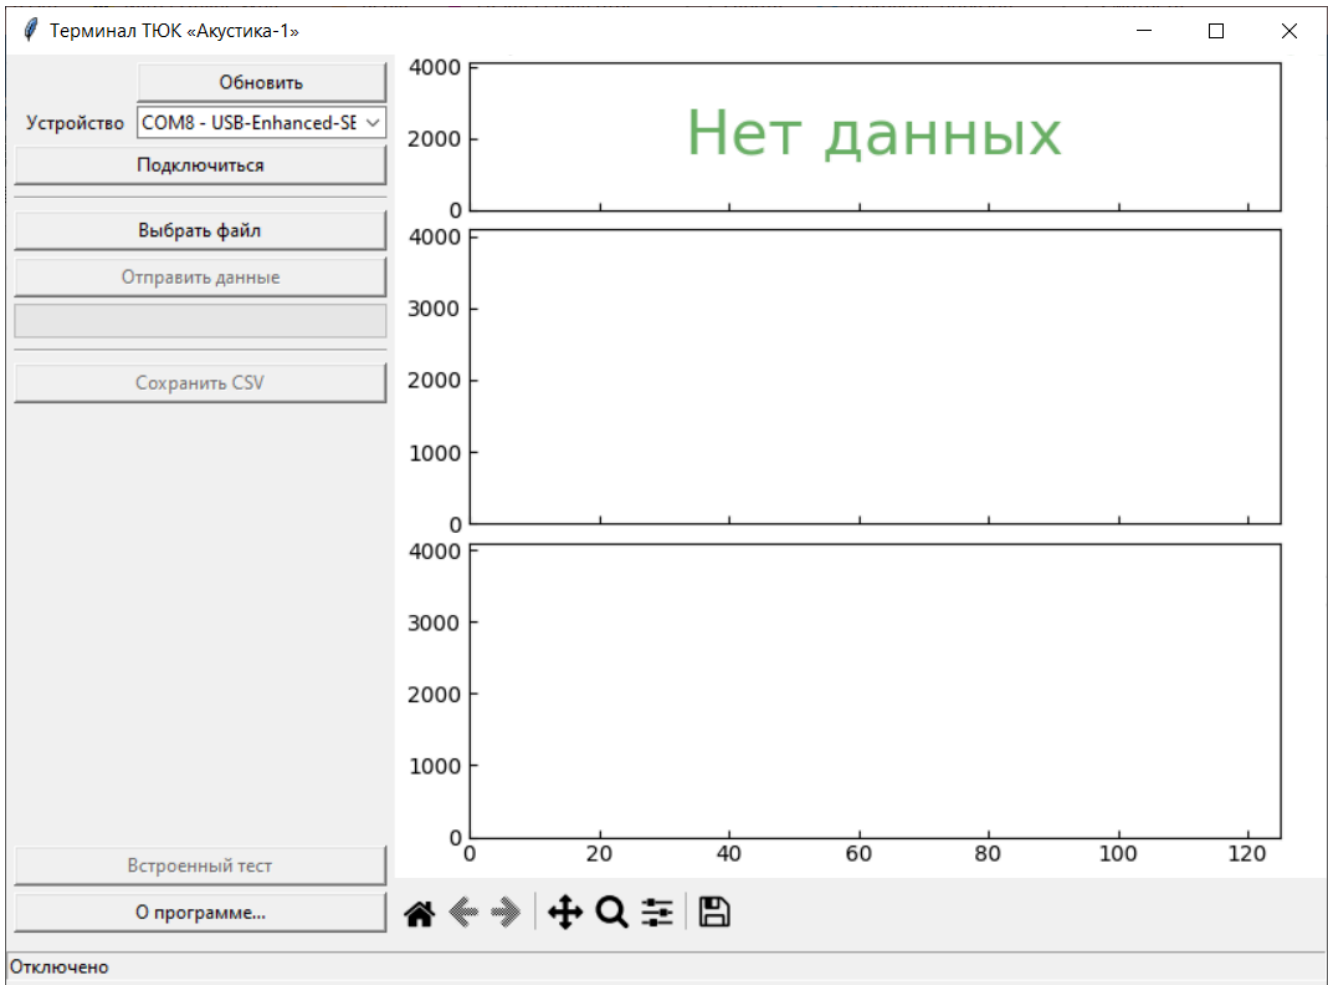 Терминал ТЮК «Акустика-1»
Обновить
Устройство COM8 - USB-Enhanced-SE
Подключиться
Выбрать файл
Отправить данные
Сохранить CSV
Встроенный тест
О программе...
4000
Нет данных
2000
0
4000
3000
2000
1000
0
4000
3000
2000
1000
0
0 20 40 60 80 100 120
Отключено